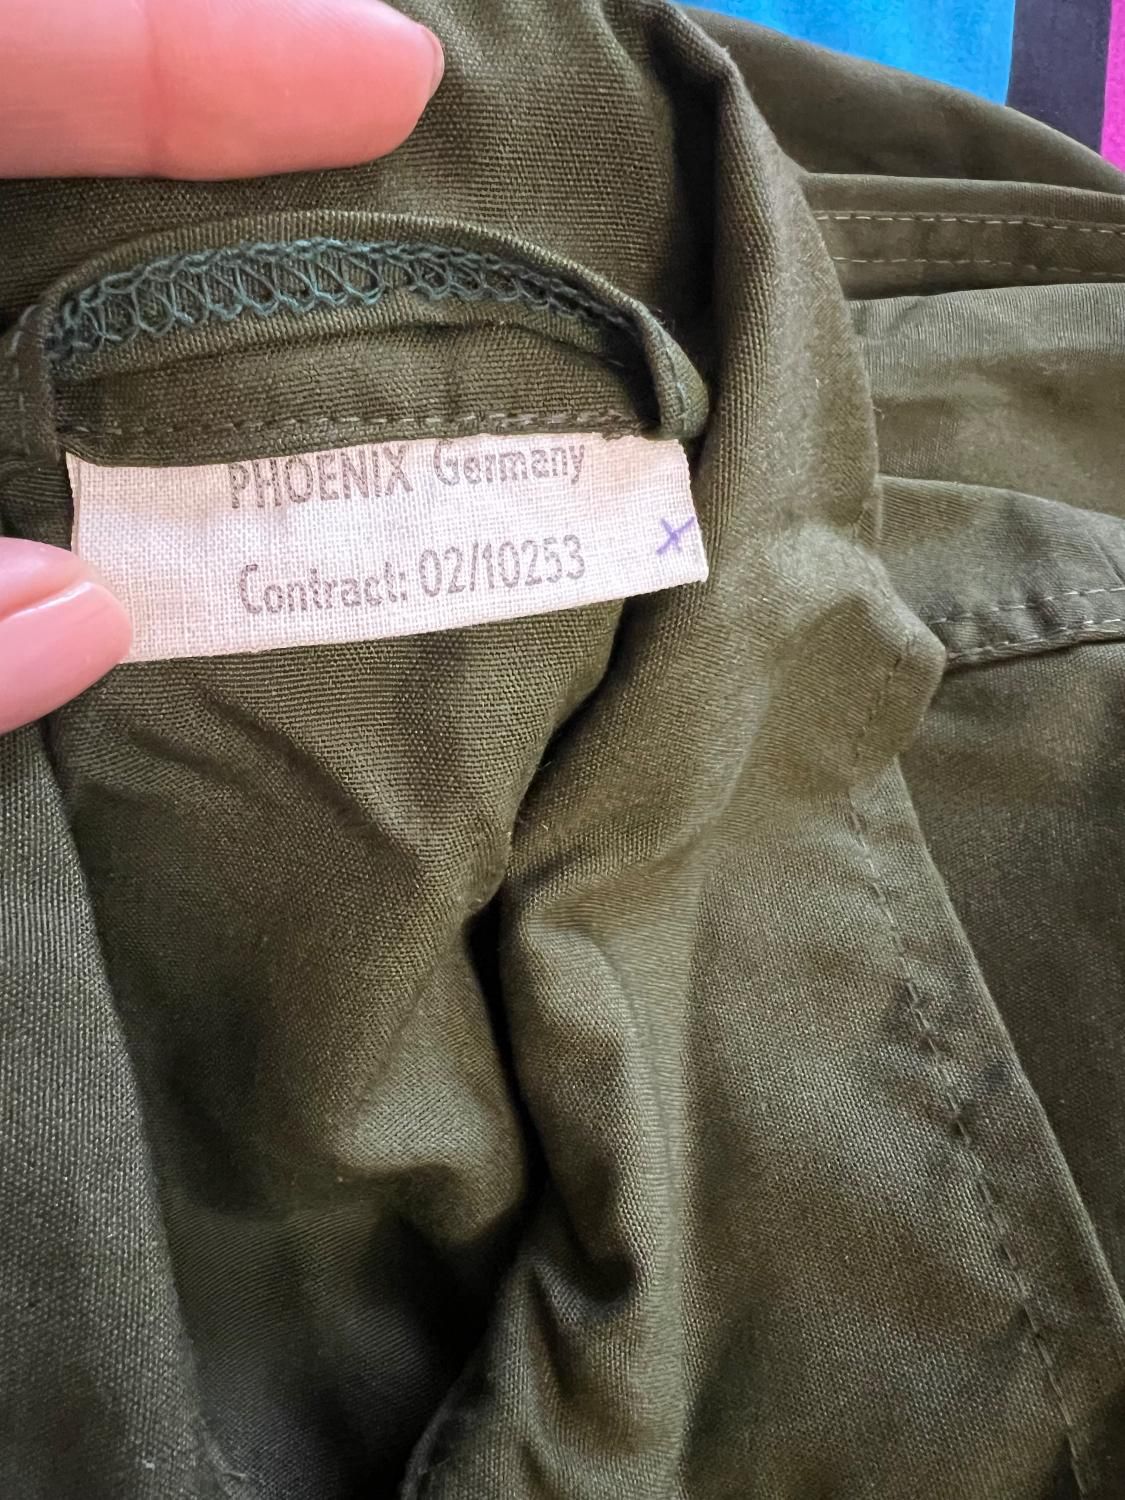 PHOENIX Germany
Contract: 02/10253
x